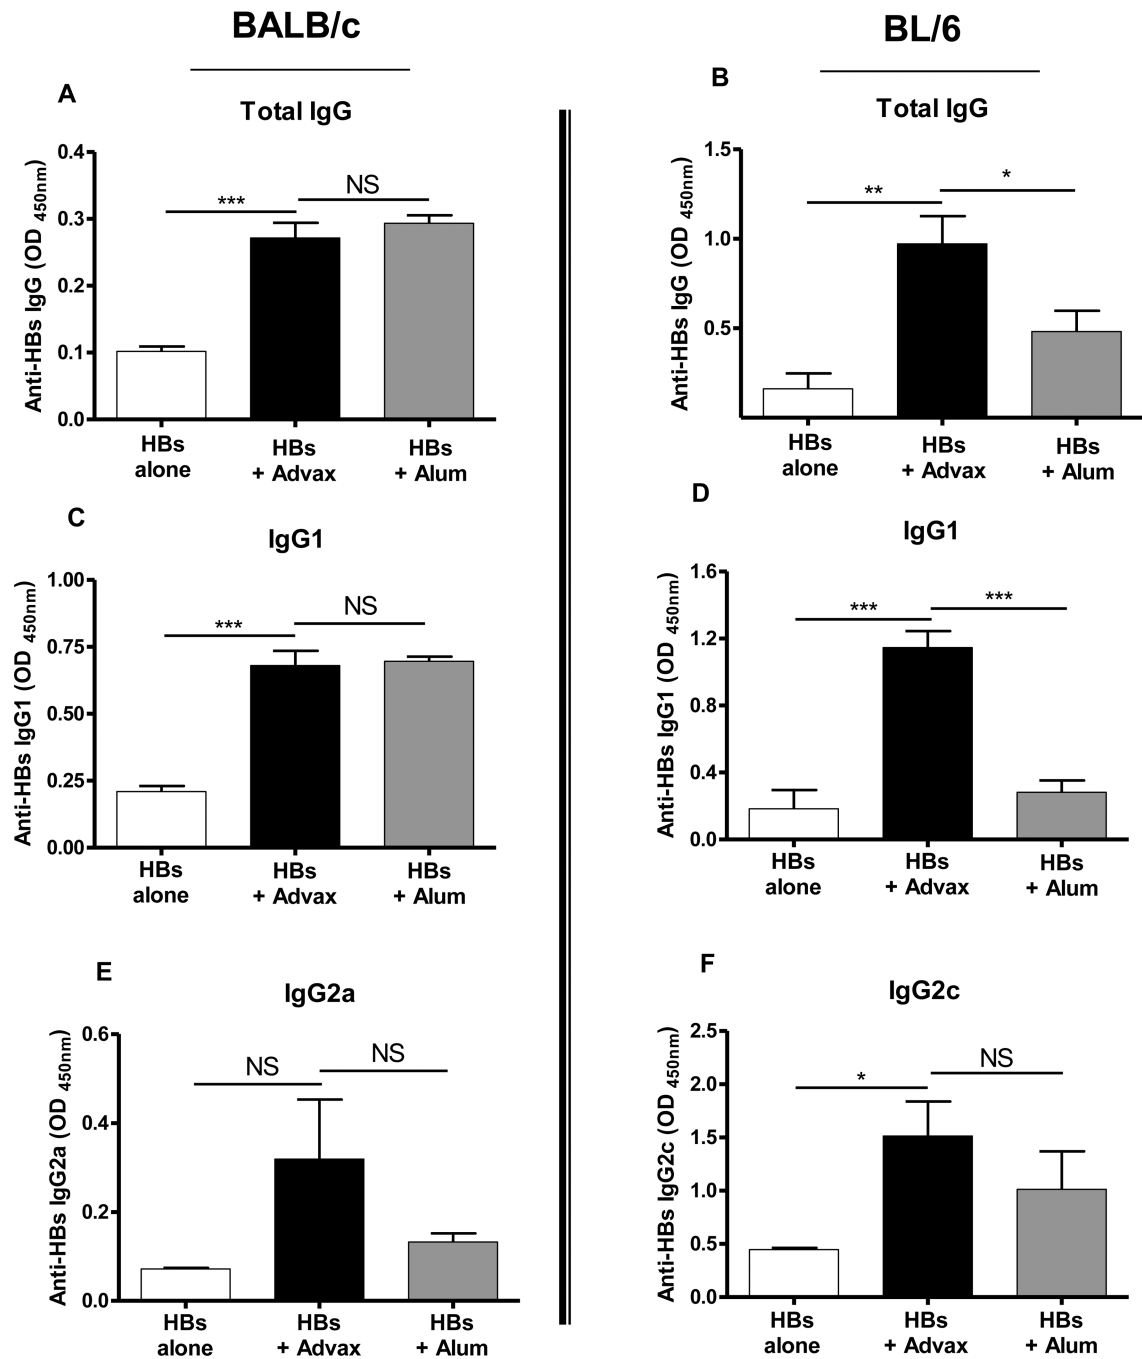 BALB/c
BL/6
A
Total IgG
Anti-HBs IgG (OD 450nm)
0.4
0.3
0.2
0.1
0.0
***
NS
HBs
alone
HBs
+ Advax
HBs
+ Alum
B
Total IgG
Anti-HBs IgG (OD 450nm)
1.5
1.0
0.5
**
*
HBs
alone
HBs
+ Advax
HBs
+ Alum
C
IgG1
Anti-HBs IgG1 (OD 450nm)
1.00
0.75
0.50
0.25
0.00
***
NS
HBs
alone
HBs
+ Advax
HBs
+ Alum
D
IgG1
Anti-HBs IgG1 (OD 450nm)
1.6
1.2
0.8
0.4
0.0
***
***
HBs
alone
HBs
+ Advax
HBs
+ Alum
E
IgG2a
Anti-HBs IgG2a (OD 450nm)
0.6
0.4
0.2
0.0
NS
NS
HBs
alone
HBs
+ Advax
HBs
+ Alum
F
IgG2c
Anti-HBs IgG2c (OD 450nm)
2.5
2.0
1.5
1.0
0.5
0.0
*
NS
HBs
alone
HBs
+ Advax
HBs
+ Alum